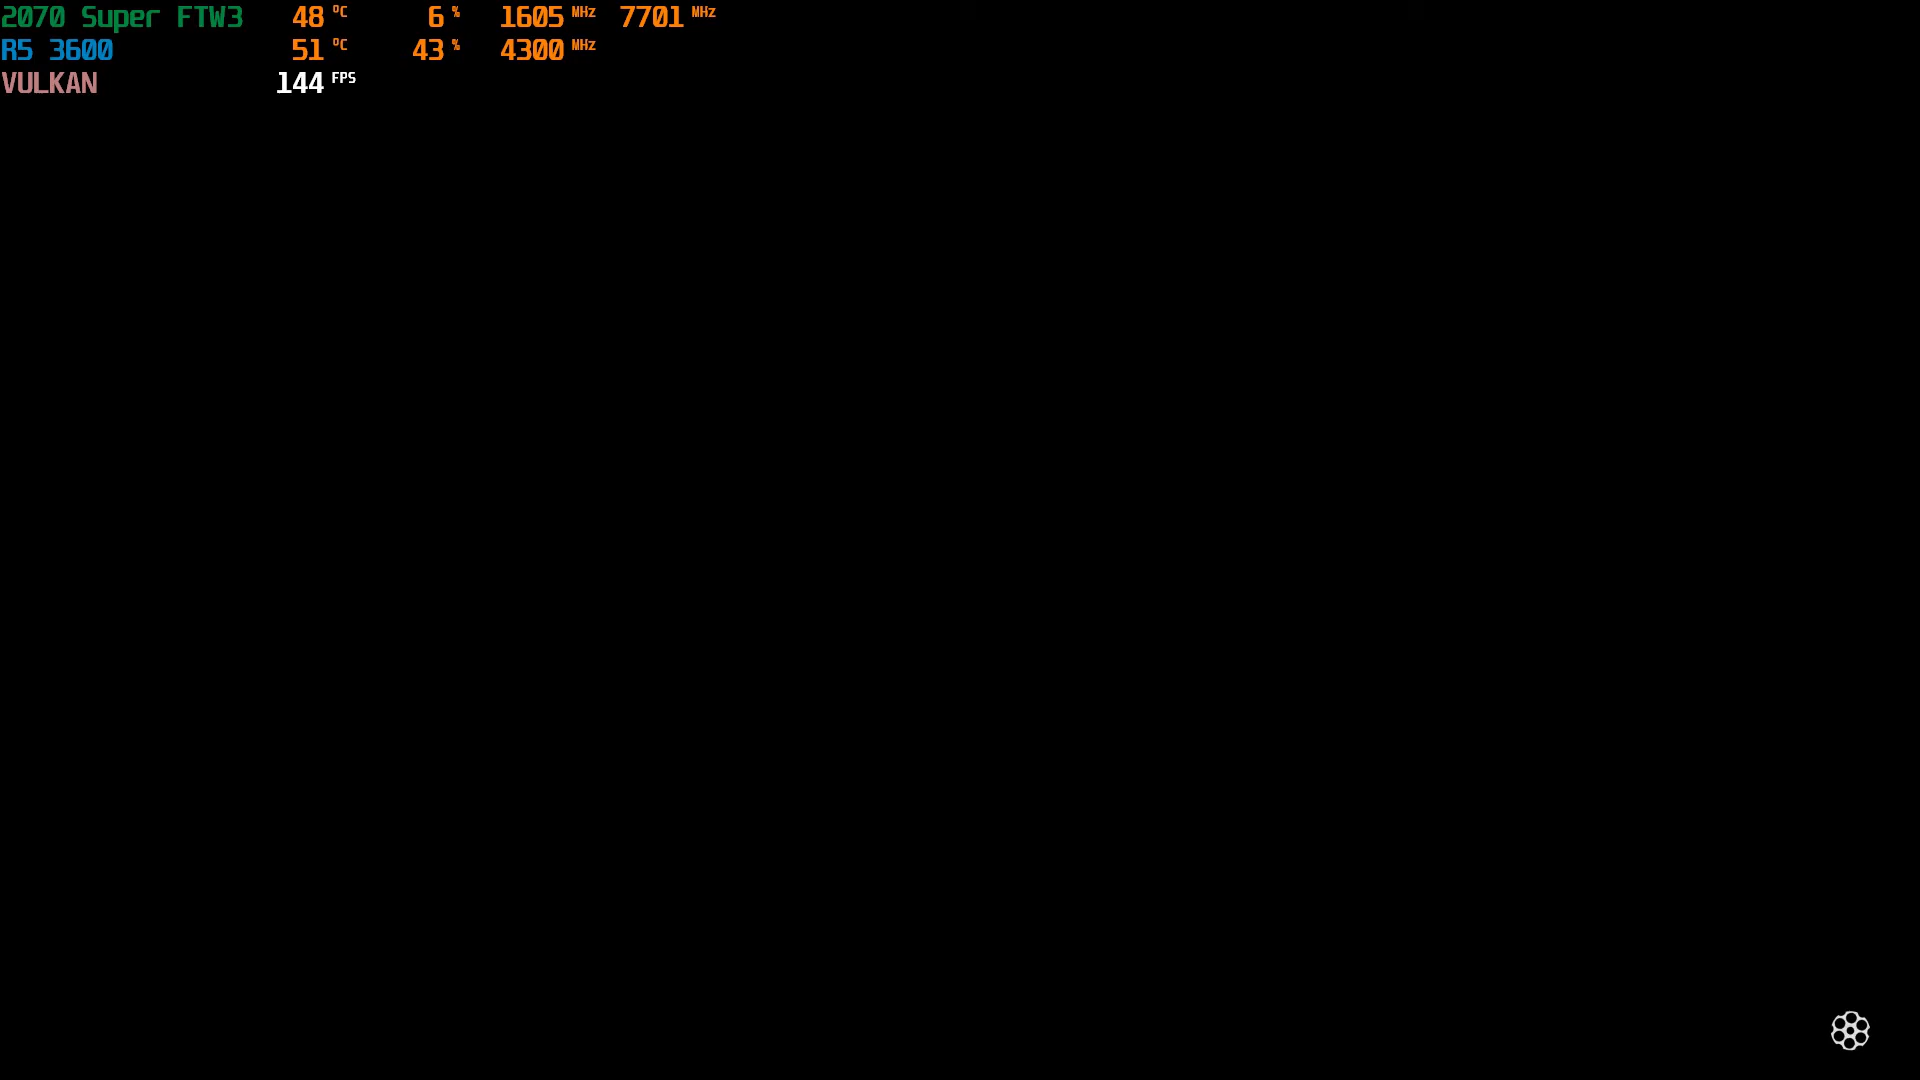 2070 Super FTW3 48 °C 6 % 1605 MHz 7701 MHz
R5 3600 51 °C 43 % 4300 MHz
VULKAN 144 FPS